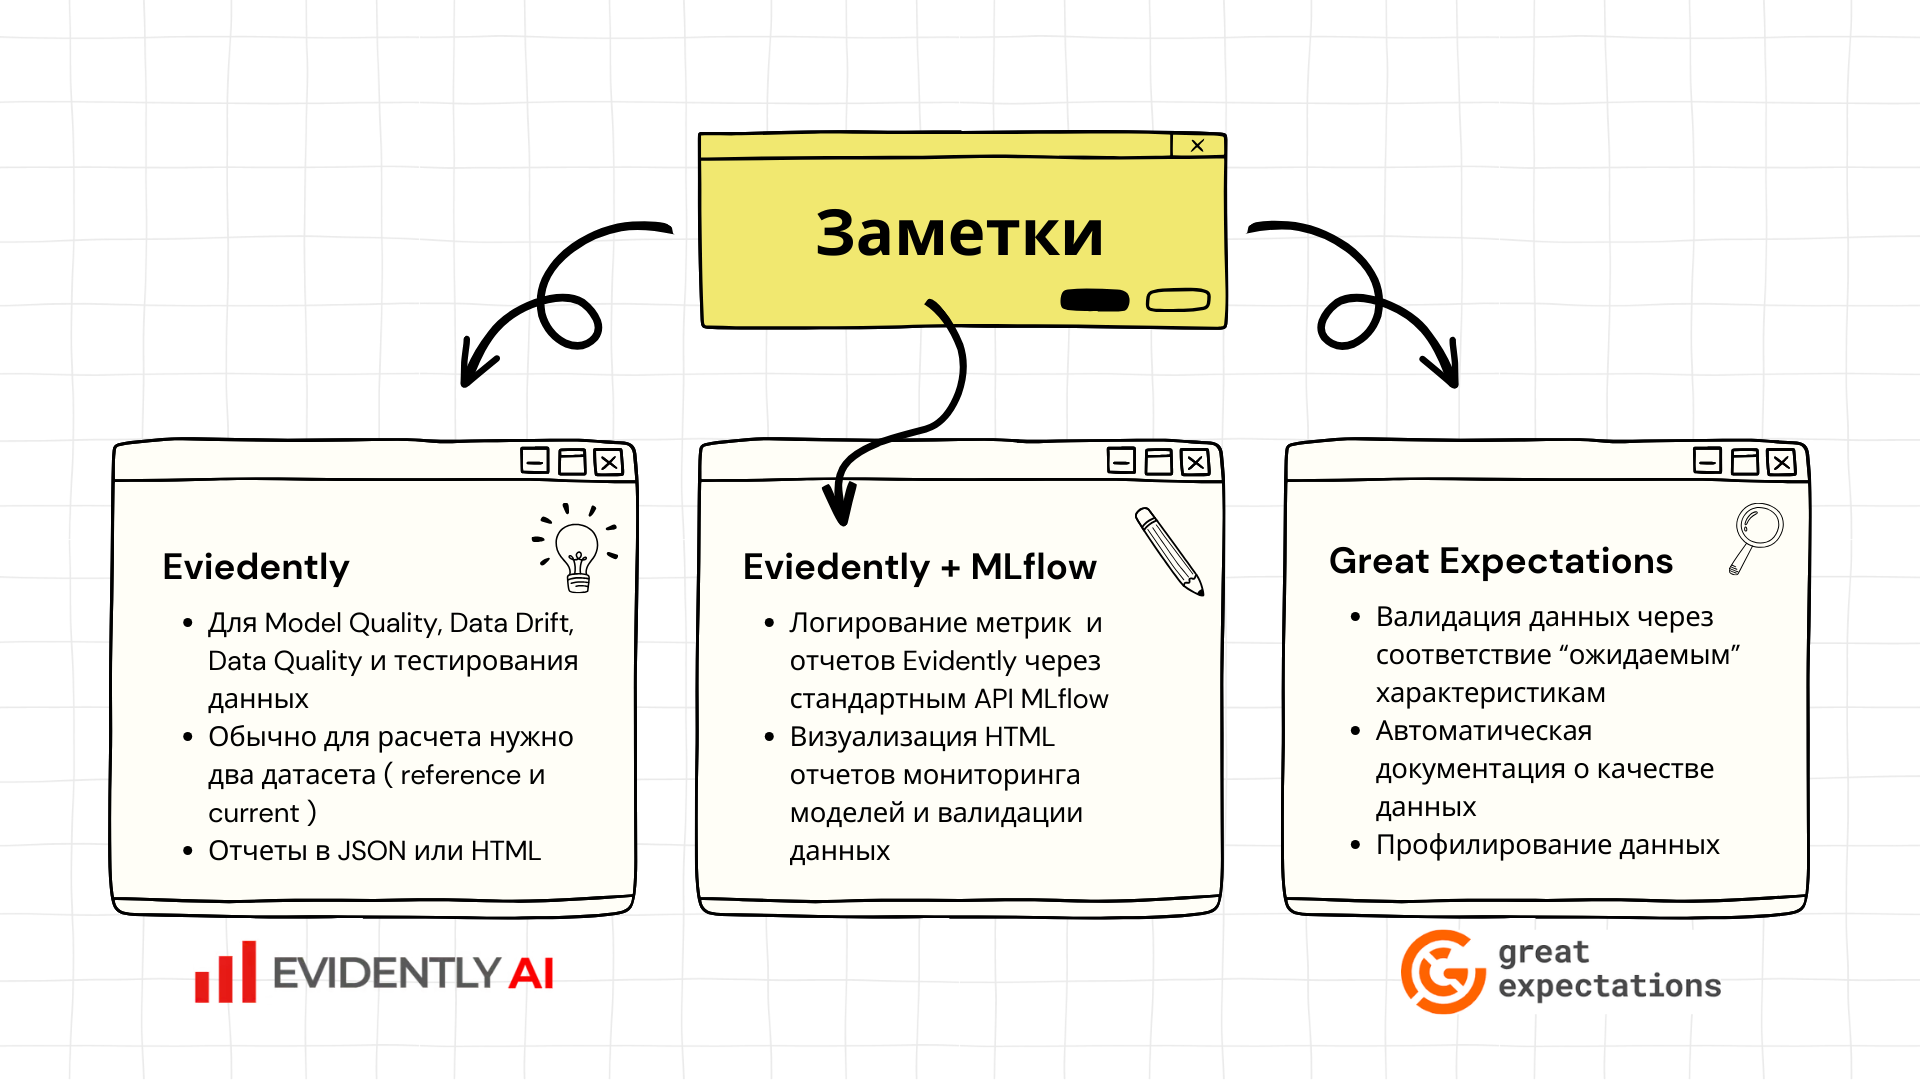 Заметки
Eviedently
• Для Model Quality, Data Drift,
Data Quality и тестирования
данных
• Обычно для расчета нужно
два датасета ( reference и
current )
• Отчеты в JSON или HTML
EVIDENTLY AI
Eviedently + MLflow
• Логирование метрик  и
отчетов Evidently через
стандартным API MLflow
• Визуализация HTML
отчетов мониторинга
моделей и валидации
данных
Great Expectations
• Валидация данных через
соответствие “ожидаемым”
характеристикам
• Автоматическая
документация о качестве
данных
• Профилирование данных
great
expectations